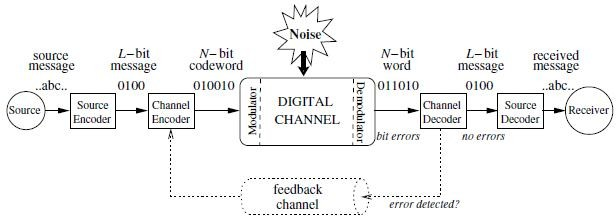 Noise
source
message
..abc..
L-bit
message
0100
N-bit
codeword
010010
N-bit
word
011010
L-bit
message
0100
received
message
..abc..
Source
Source
Encoder
Channel
Encoder
Modulator
DIGITAL
CHANNEL
Demodulator
Channel
Decoder
Source
Decoder
Receiver
bit errors
no errors
feedback
channel
error detected?